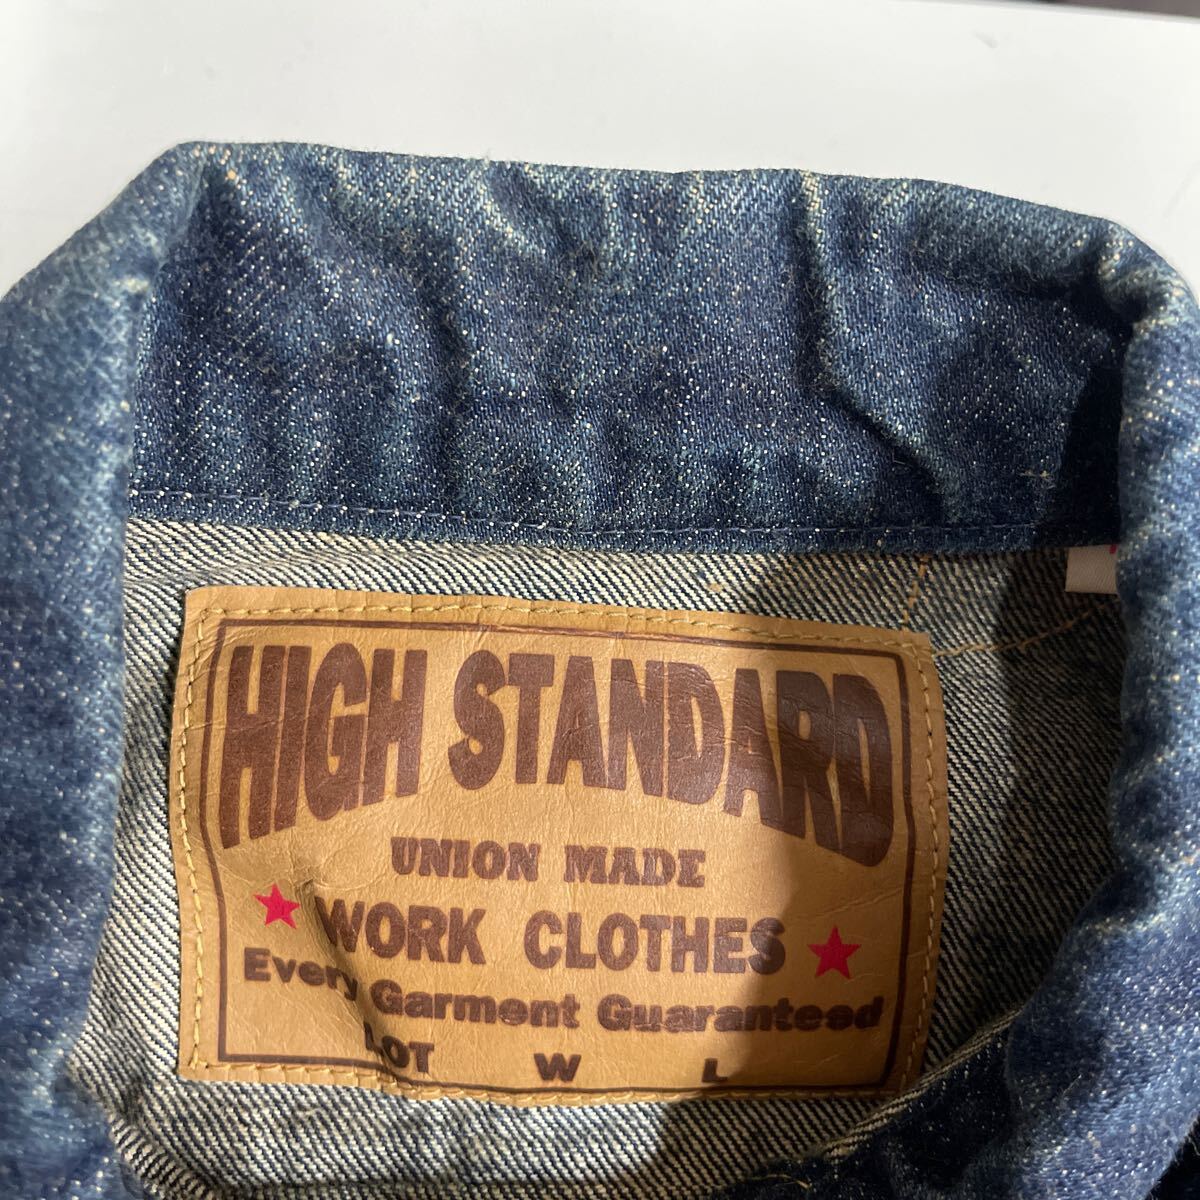 HIGH STANDARD
UNION MADE
WORK CLOTHES
Every Garment Guaranteed
LOT W L